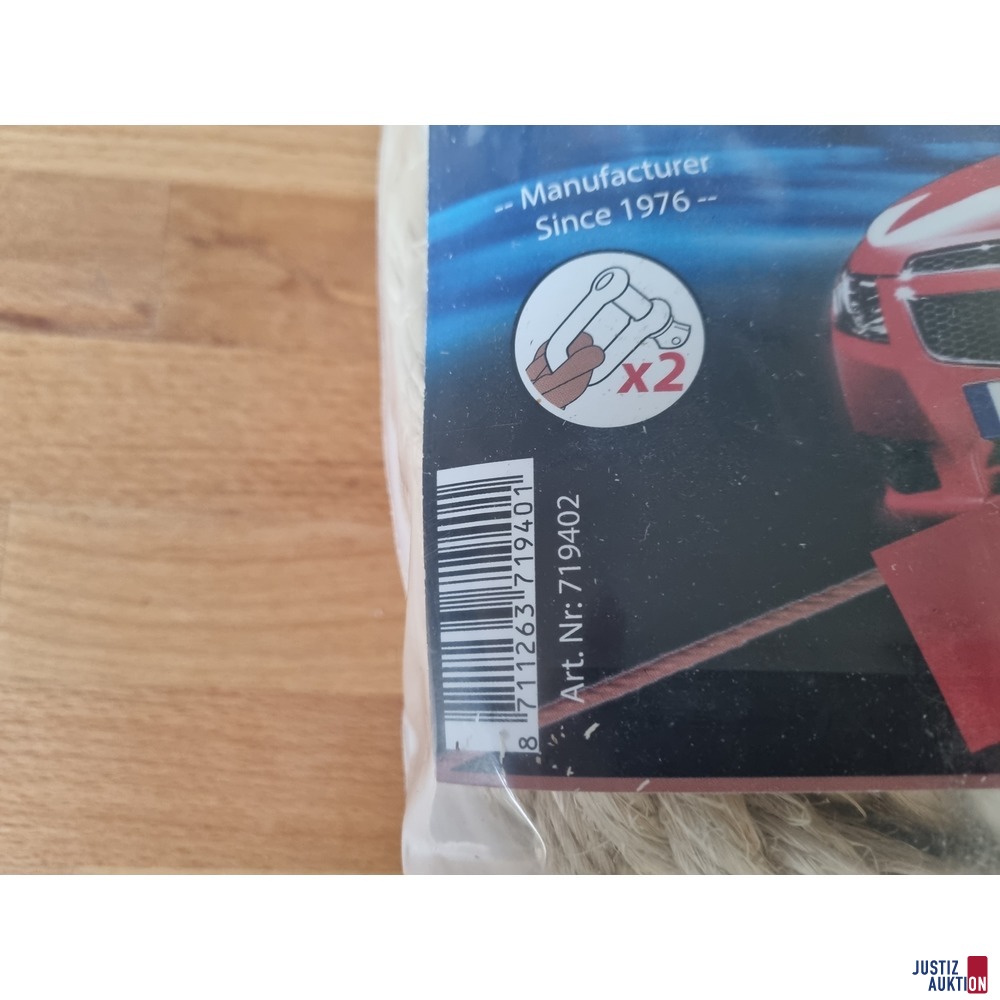 -- Manufacturer
Since 1976 --
x2
8 711263 719401
Art. Nr: 719402
JUSTIZ
AUKTION